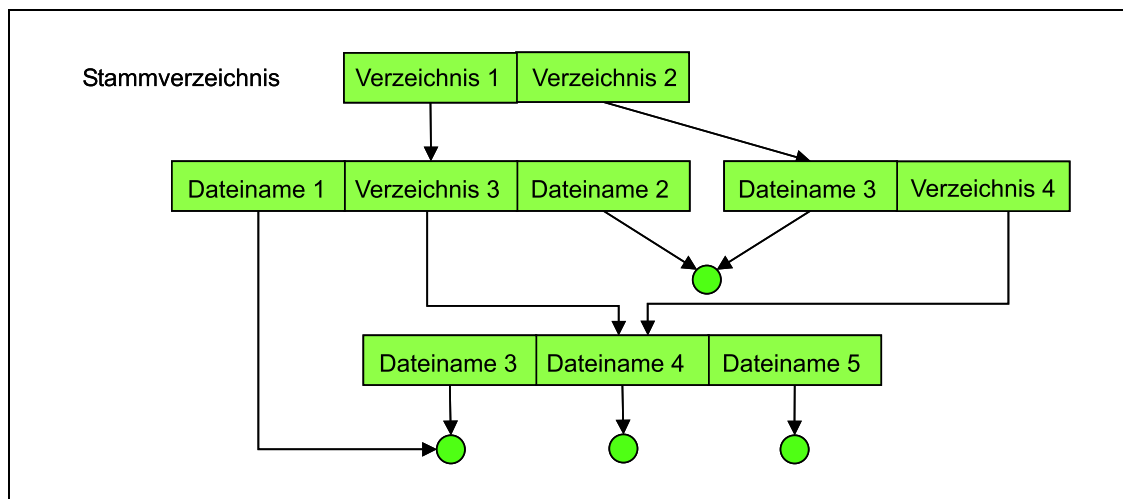 Stammverzeichnis Verzeichnis 1 Verzeichnis 2
Dateiname 1 Verzeichnis 3 Dateiname 2 Dateiname 3 Verzeichnis 4
Dateiname 3 Dateiname 4 Dateiname 5